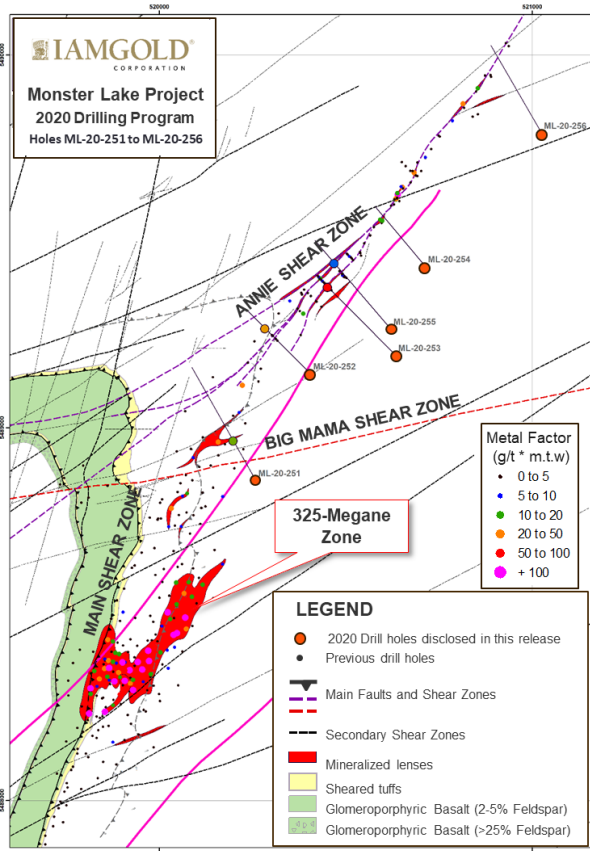 520000
521000
5490000
IAMGOLD®
CORPORATION
Monster Lake Project
2020 Drilling Program
Holes ML-20-251 to ML-20-256
ML-20-256
ANNIE SHEAR ZONE
ML-20-254
ML-20-255
ML-20-253
ML-20-252
BIG MAMA SHEAR ZONE
5489000
ML-20-251
MAIN SHEAR ZONE
325-Megane
Zone
Metal Factor
(g/t * m.t.w)
0 to 5
5 to 10
10 to 20
20 to 50
50 to 100
+ 100
LEGEND
2020 Drill holes disclosed in this release
Previous drill holes
Main Faults and Shear Zones
Secondary Shear Zones
Mineralized lenses
Sheared tuffs
Glomeroporphyric Basalt (2-5% Feldspar)
Glomeroporphyric Basalt (>25% Feldspar)
5488000